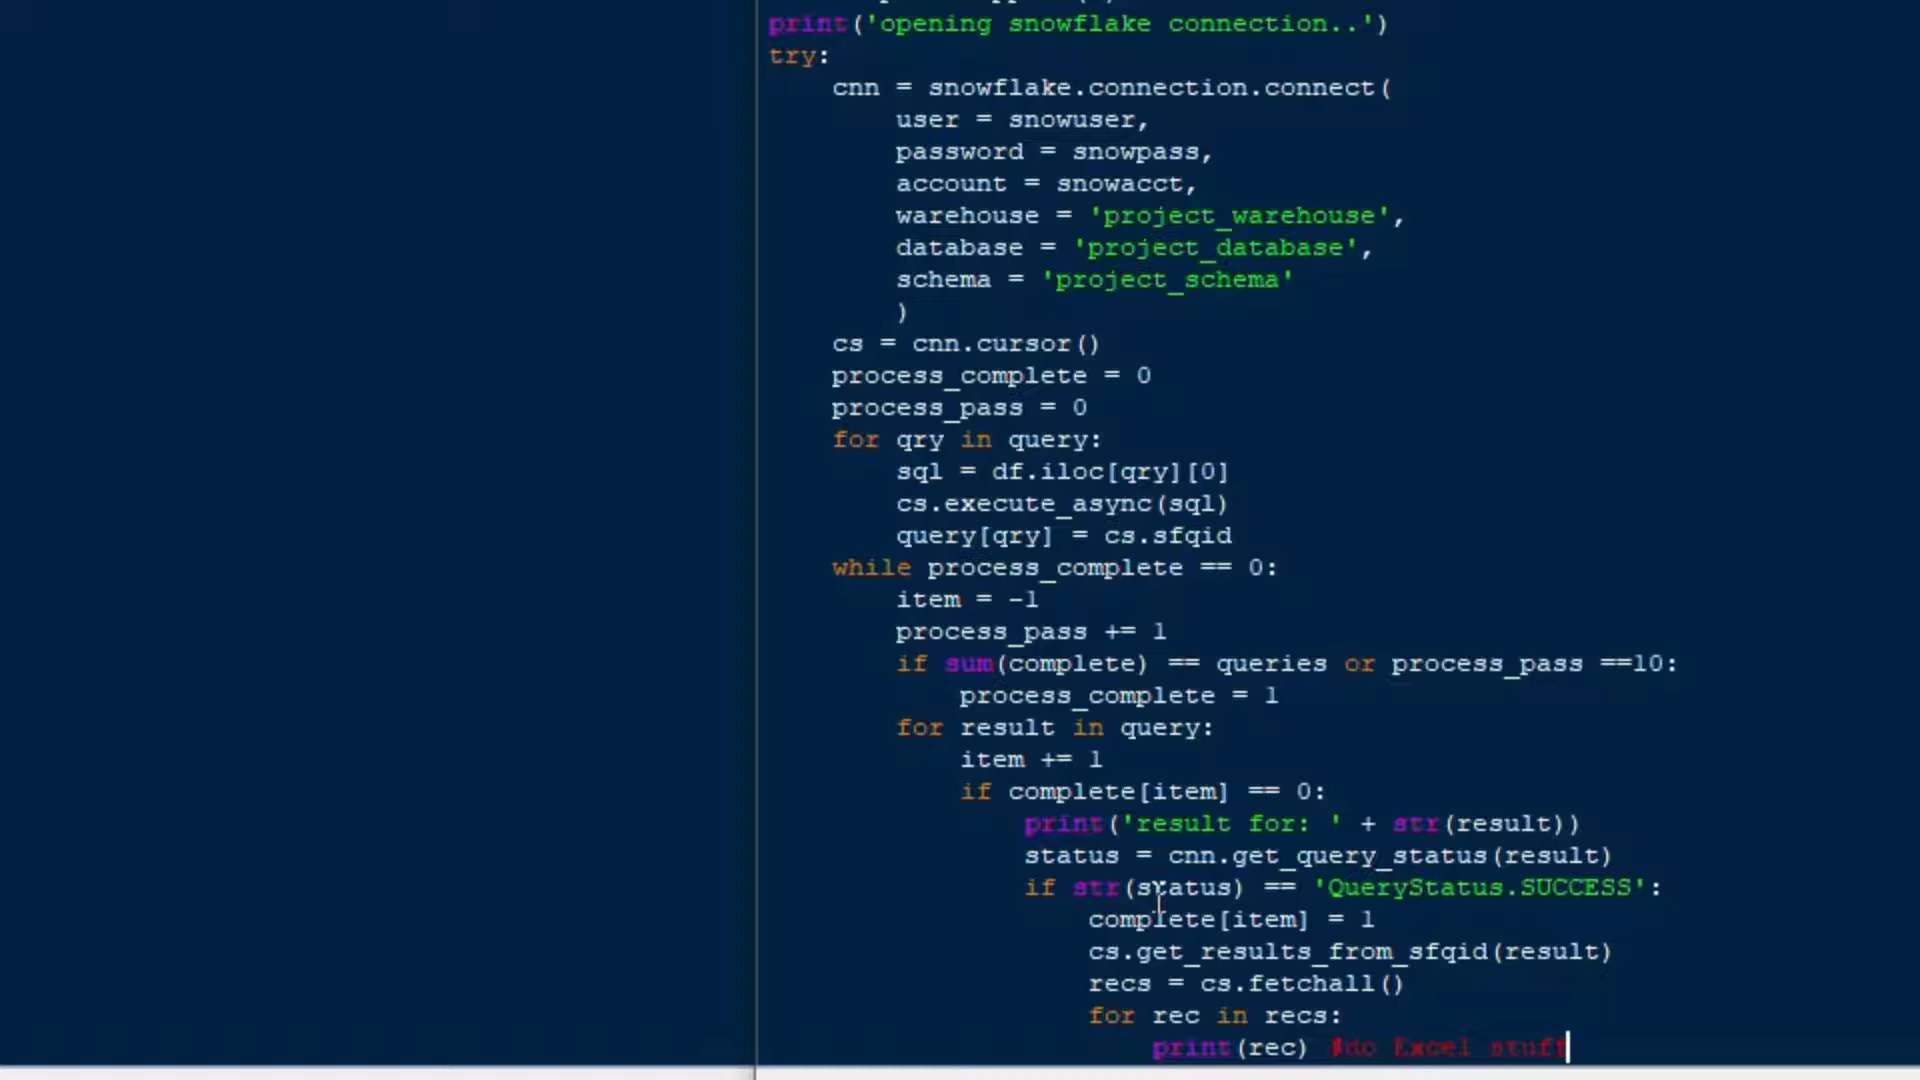 print('opening snowflake connection..')
try:
    cnn = snowflake.connection.connect(
        user = snowuser,
        password = snowpass,
        account = snowacct,
        warehouse = 'project_warehouse',
        database = 'project_database',
        schema = 'project_schema'
        )
    cs = cnn.cursor()
    process_complete = 0
    process_pass = 0
    for qry in query:
        sql = df.iloc[qry][0]
        cs.execute_async(sql)
        query[qry] = cs.sfqid
    while process_complete == 0:
        item = -1
        process_pass += 1
        if sum(complete) == queries or process_pass ==10:
            process_complete = 1
        for result in query:
            item += 1
            if complete[item] == 0:
                print('result for: ' + str(result))
                status = cnn.get_query_status(result)
                if str(status) == 'QueryStatus.SUCCESS':
                    complete[item] = 1
                    cs.get_results_from_sfqid(result)
                    recs = cs.fetchall()
                    for rec in recs:
                        print(rec) #do Excel stuff